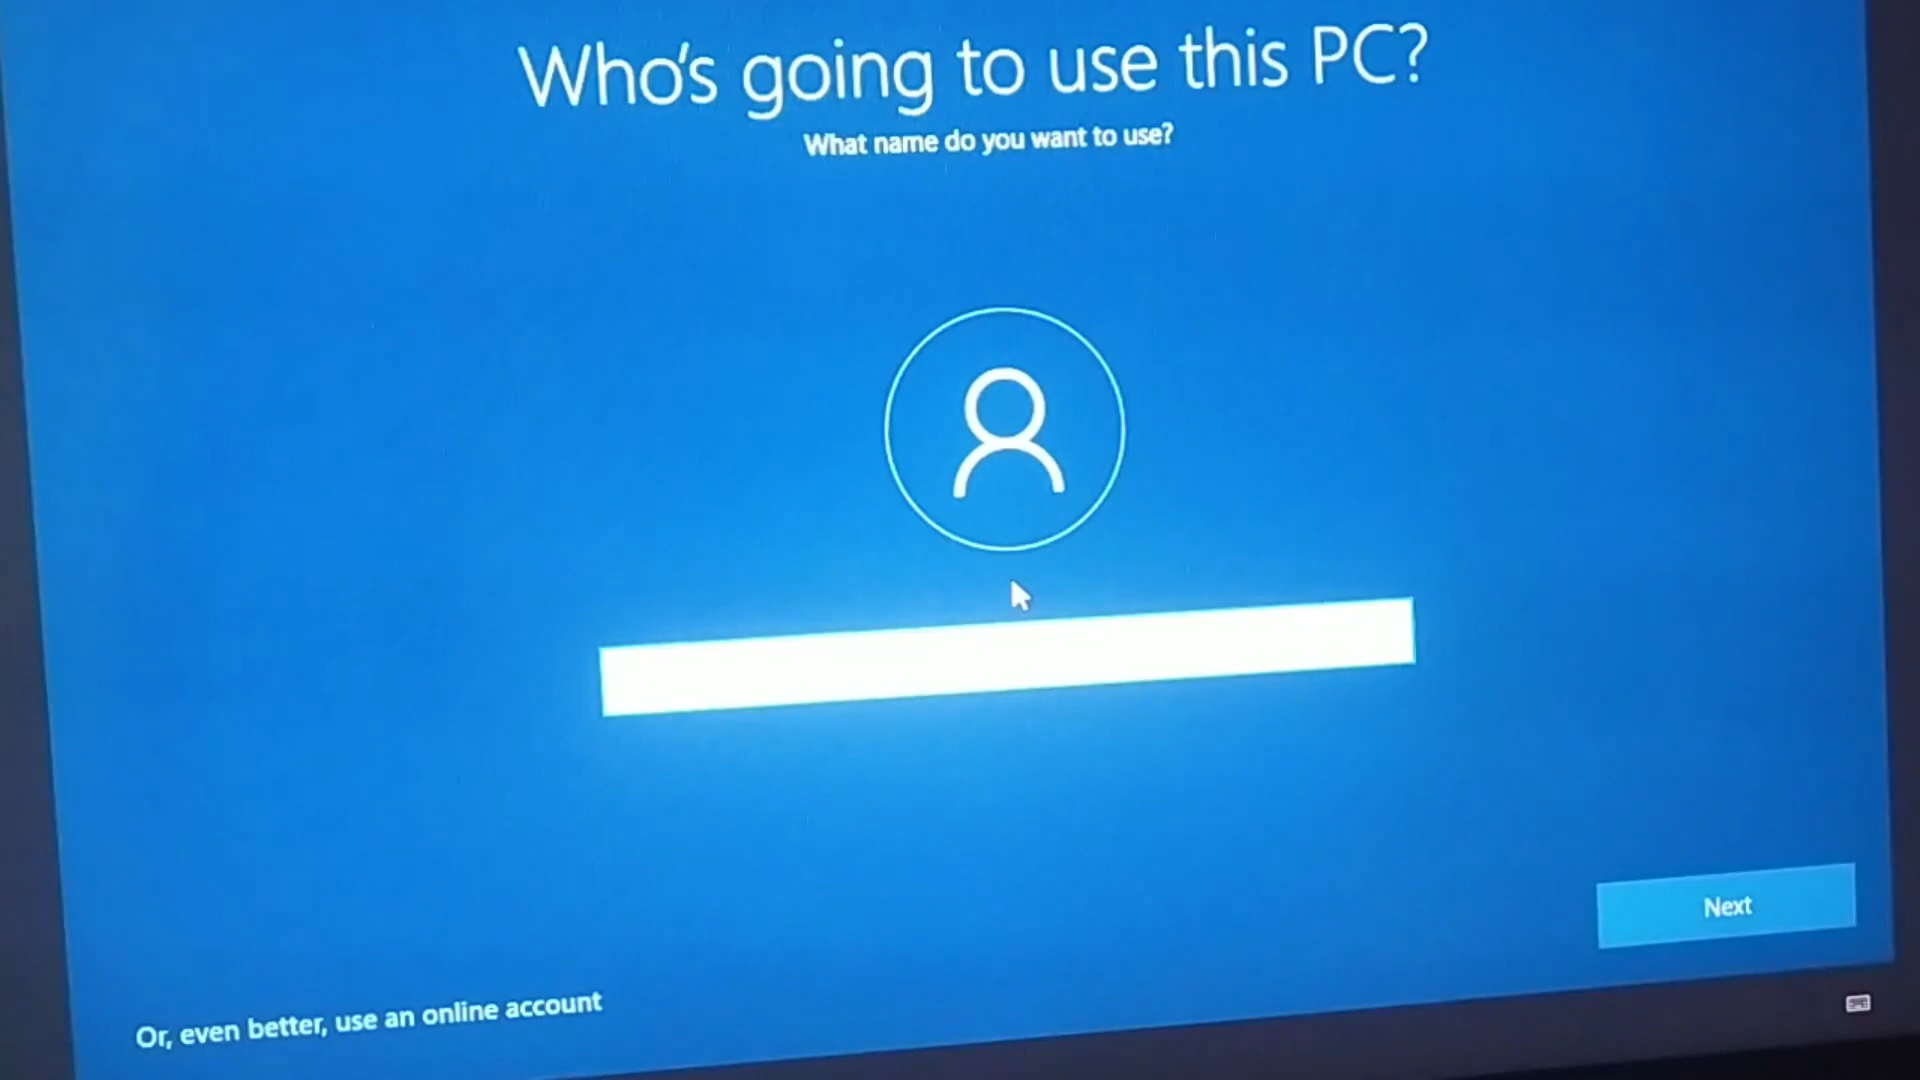 Who's going to use this PC?
What name do you want to use?
Next
Or, even better, use an online account